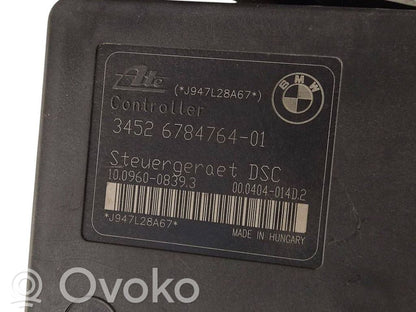 Ate (*J947L28A67*) BMW
Controller
3452 6784764-01
Steuergeraet DSC
10.0960-0839.3 00.0404-014D.2
*J947L28A67*
MADE IN HUNGARY
Ovoko